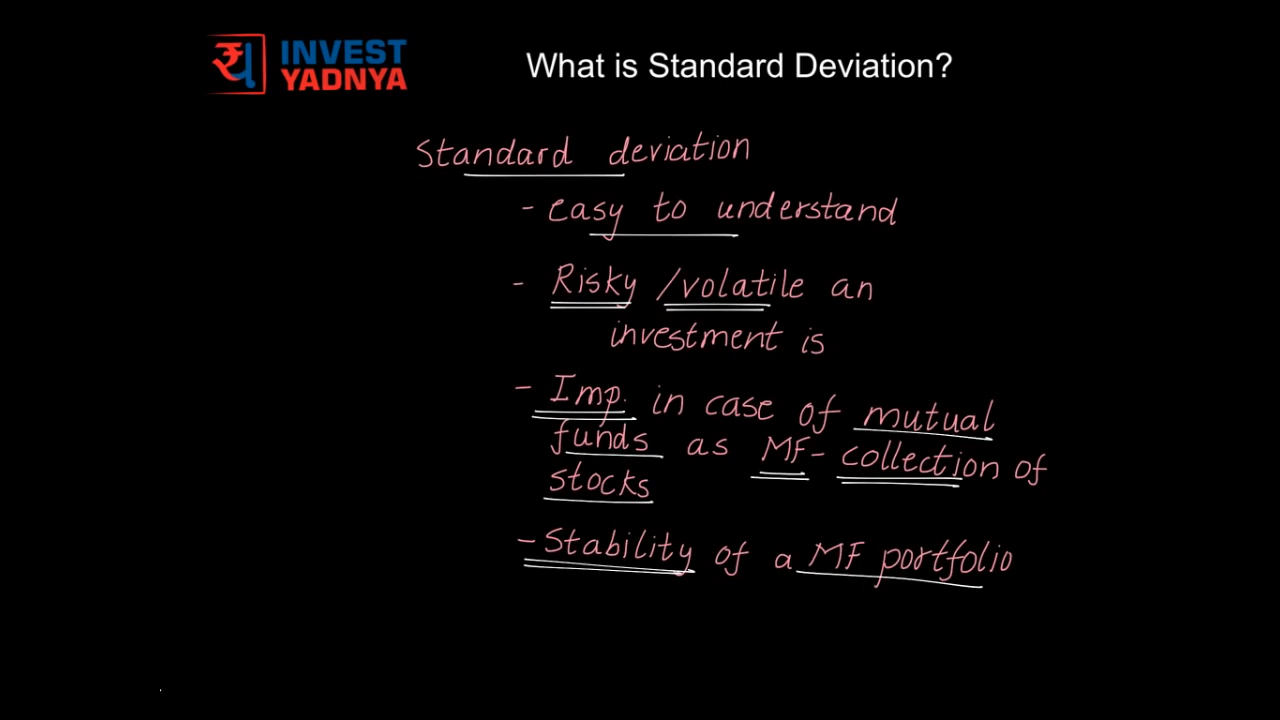 य
INVEST
YADNYA
What is Standard Deviation?
Standard deviation
- easy to understand
- Risky /volatile an
investment is
- Imp. in case of mutual
funds as MF- collection of
stocks
- Stability of a MF portfolio